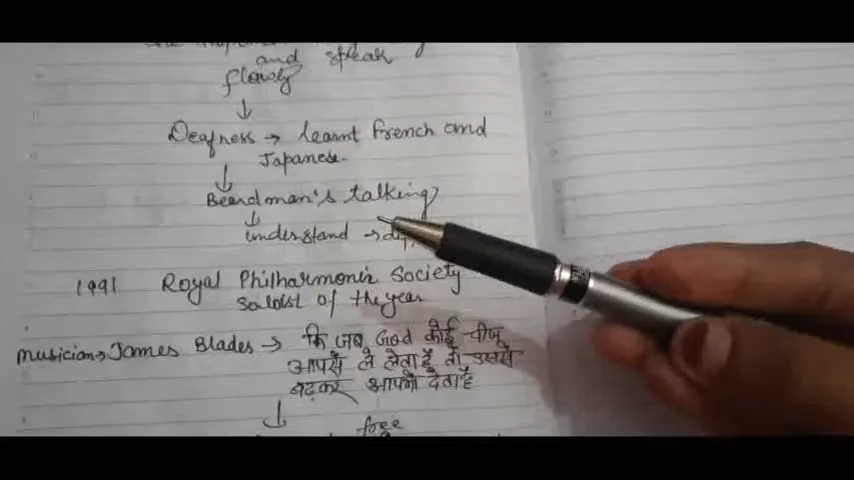 and speak
flowly
Deafness → learnt French and
Japanese.
Beardman's talking
understand →
1991 Royal Philharmonic Society
Soloist of the year
musician → James Blades → कि जब God कोई चीज
आपसे ले लेता है तो उससे
बढ़कर आपको देता है
free